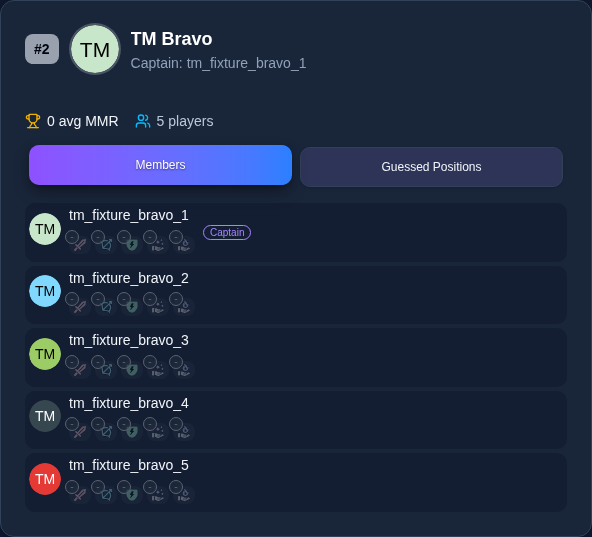 #2
TM
TM Bravo
Captain: tm_fixture_bravo_1
0 avg MMR
5 players
Members
Guessed Positions
TM
tm_fixture_bravo_1
Captain
- - - - -
TM
tm_fixture_bravo_2
- - - - -
TM
tm_fixture_bravo_3
- - - - -
TM
tm_fixture_bravo_4
- - - - -
TM
tm_fixture_bravo_5
- - - - -